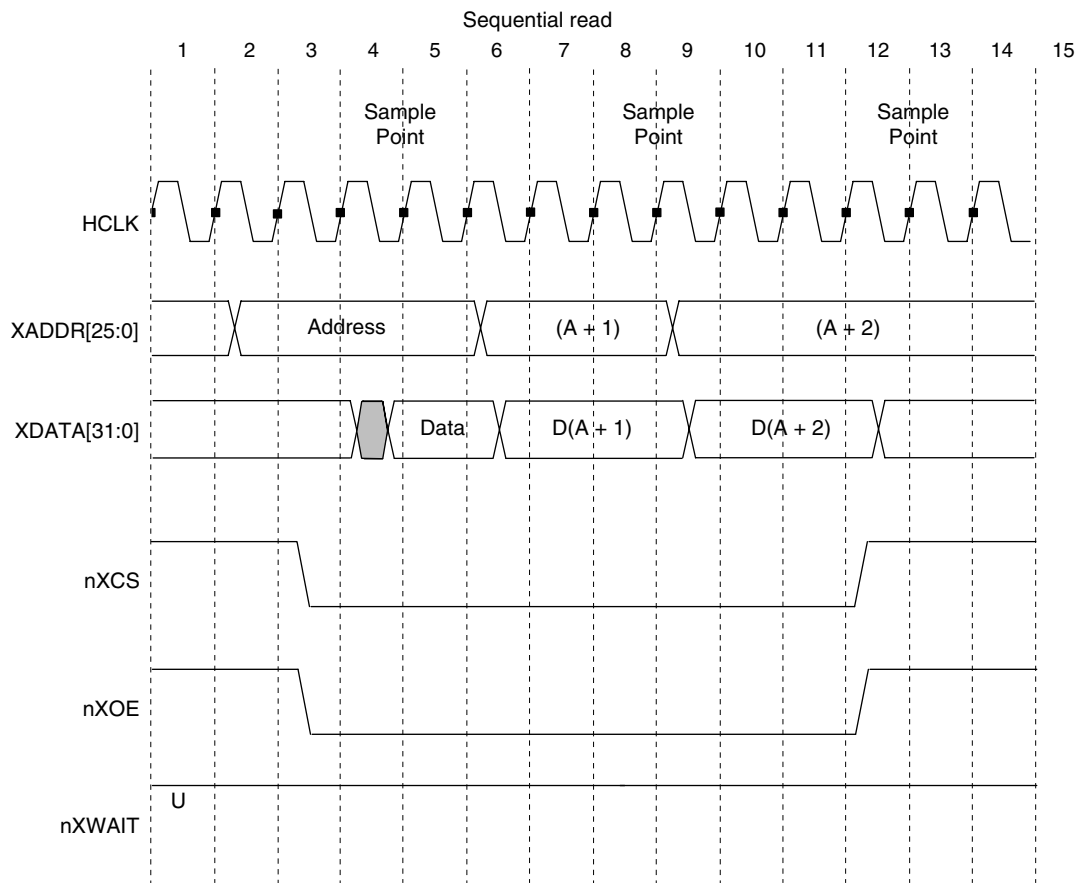 Sequential read
1 2 3 4 5 6 7 8 9 10 11 12 13 14 15
Sample Point
Sample Point
Sample Point
HCLK
XADDR[25:0]
Address
(A + 1)
(A + 2)
XDATA[31:0]
Data
D(A + 1)
D(A + 2)
nXCS
nXOE
U
nXWAIT